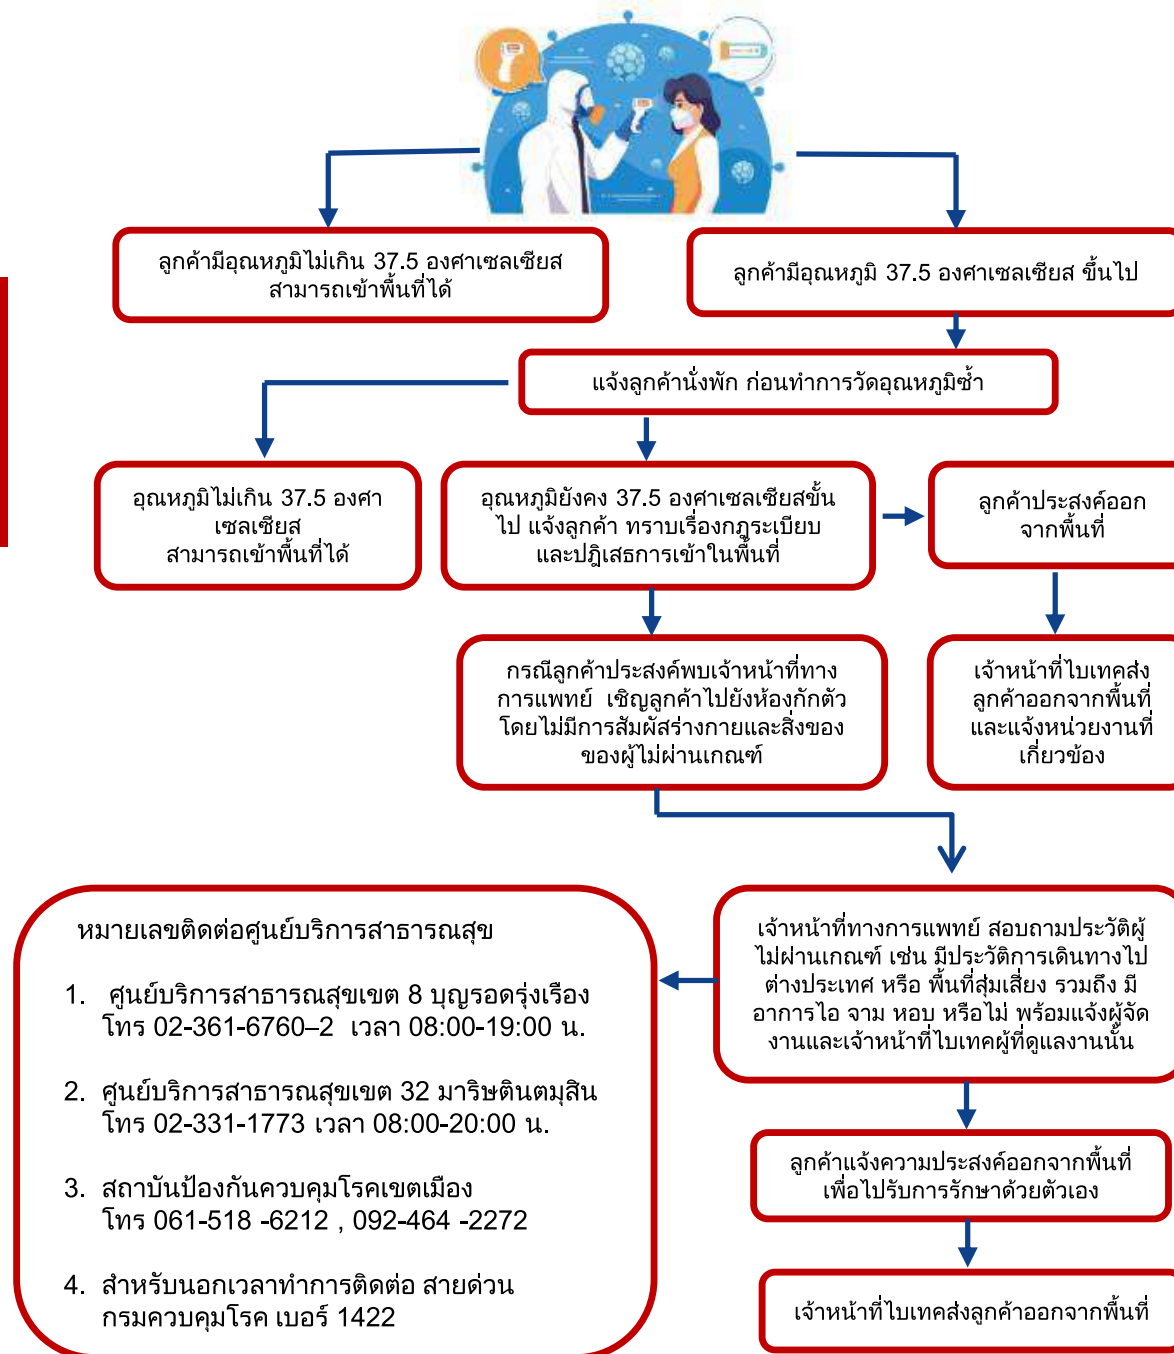 ลูกค้ามีอุณหภูมิไม่เกิน 37.5 องศาเซลเซียส
สามารถเข้าพื้นที่ได้
ลูกค้ามีอุณหภูมิ 37.5 องศาเซลเซียส ขึ้นไป
แจ้งลูกค้านั่งพัก ก่อนทำการวัดอุณหภูมิซ้ำ
อุณหภูมิไม่เกิน 37.5 องศา
เซลเซียส
สามารถเข้าพื้นที่ได้
อุณหภูมิยังคง 37.5 องศาเซลเซียสขั้น
ไป แจ้งลูกค้า ทราบเรื่องกฎระเบียบ
และปฎิเสธการเข้าในพื้นที่
ลูกค้าประสงค์ออก
จากพื้นที่
กรณีลูกค้าประสงค์พบเจ้าหน้าที่ทาง
การแพทย์ เชิญลูกค้าไปยังห้องกักตัว
โดยไม่มีการสัมผัสร่างกายและสิ่งของ
ของผู้ไม่ผ่านเกณฑ์
เจ้าหน้าที่ไบเทคส่ง
ลูกค้าออกจากพื้นที่
และแจ้งหน่วยงานที่
เกี่ยวข้อง
หมายเลขติดต่อศูนย์บริการสาธารณสุข
1. ศูนย์บริการสาธารณสุขเขต 8 บุญรอดรุ่งเรือง
โทร 02-361-6760–2 เวลา 08:00-19:00 น.
2. ศูนย์บริการสาธารณสุขเขต 32 มาริษตินตมุสิน
โทร 02-331-1773 เวลา 08:00-20:00 น.
3. สถาบันป้องกันควบคุมโรคเขตเมือง
โทร 061-518 -6212 , 092-464 -2272
4. สำหรับนอกเวลาทำการติดต่อ สายด่วน
กรมควบคุมโรค เบอร์ 1422
เจ้าหน้าที่ทางการแพทย์ สอบถามประวัติผู้
ไม่ผ่านเกณฑ์ เช่น มีประวัติการเดินทางไป
ต่างประเทศ หรือ พื้นที่สุ่มเสี่ยง รวมถึง มี
อาการไอ จาม หอบ หรือไม่ พร้อมแจ้งผู้จัด
งานและเจ้าหน้าที่ไบเทคผู้ที่ดูแลงานนั้น
ลูกค้าแจ้งความประสงค์ออกจากพื้นที่
เพื่อไปรับการรักษาด้วยตัวเอง
เจ้าหน้าที่ไบเทคส่งลูกค้าออกจากพื้นที่